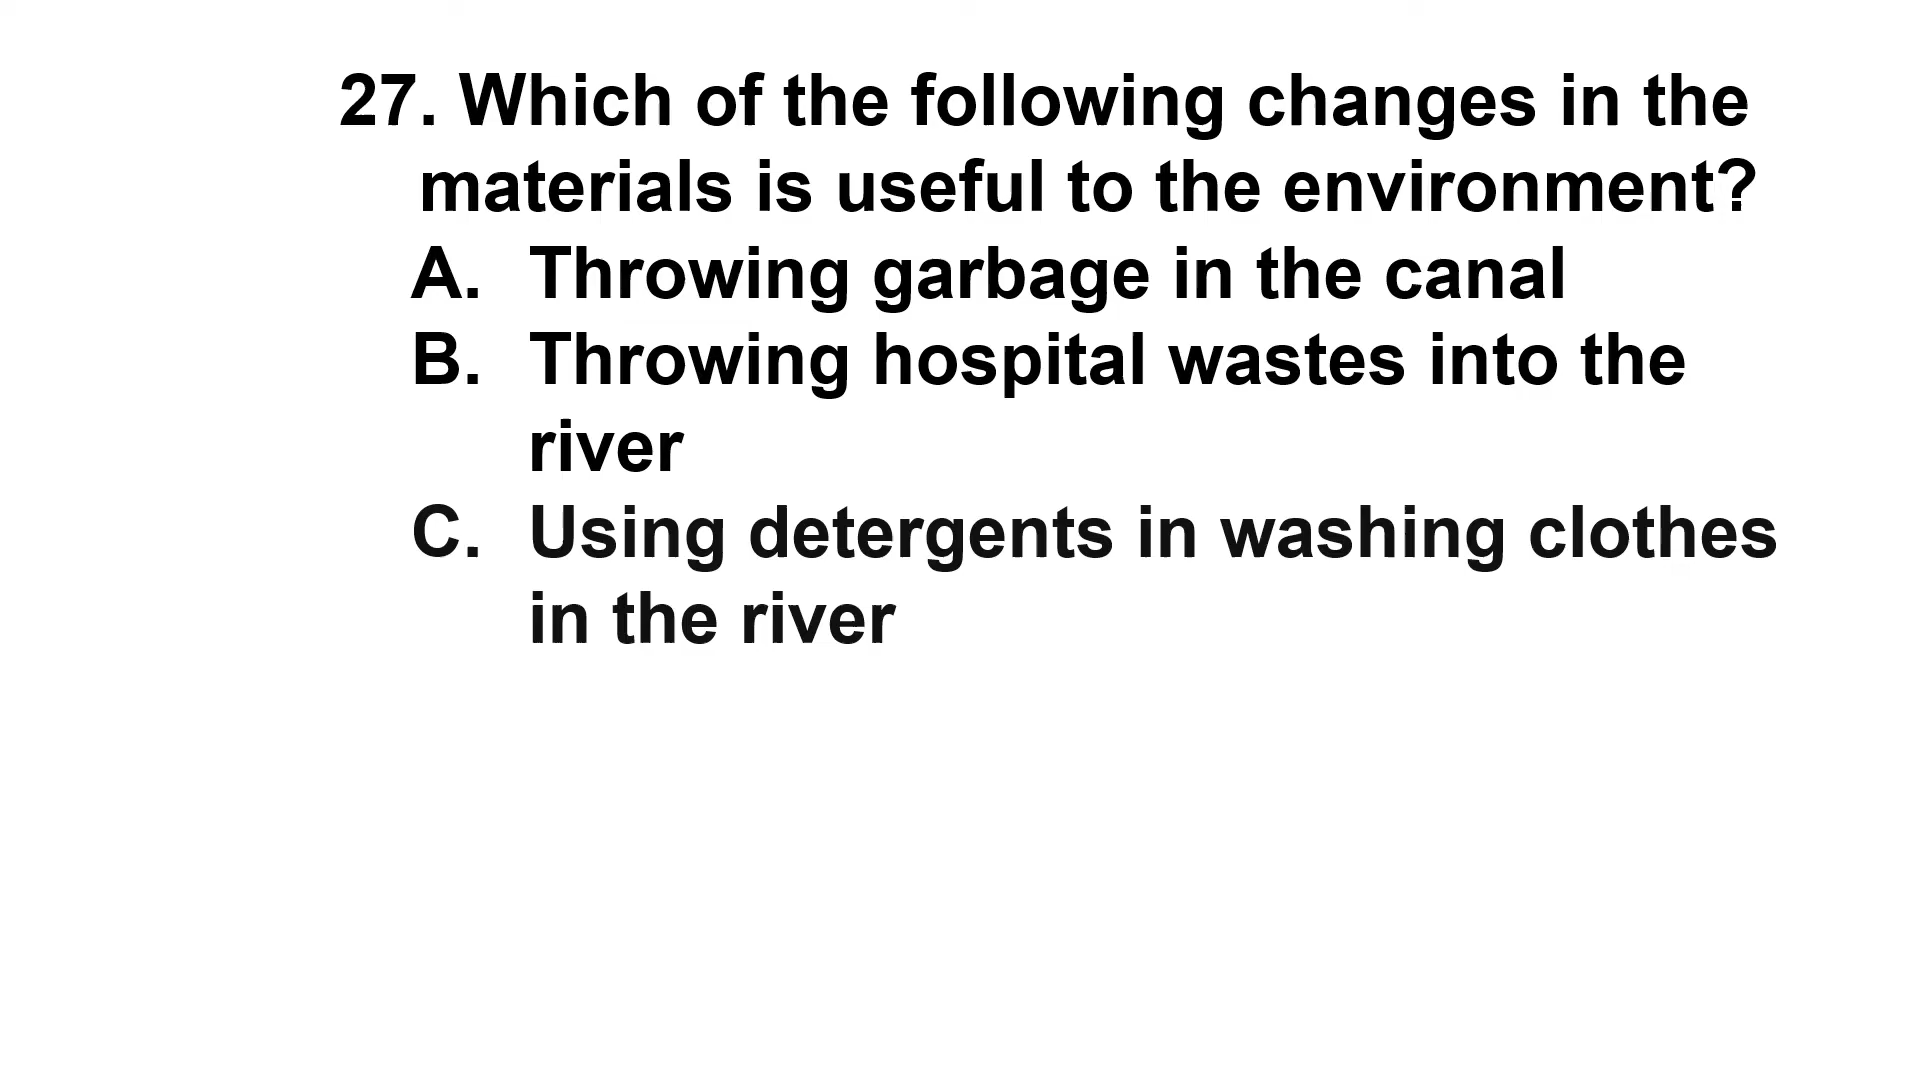 27. Which of the following changes in the
materials is useful to the environment?
A. Throwing garbage in the canal
B. Throwing hospital wastes into the
river
C. Using detergents in washing clothes
in the river